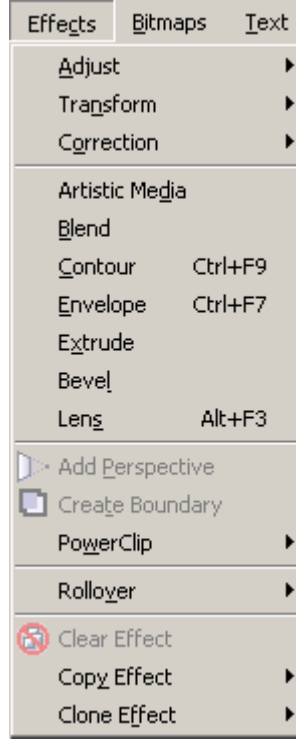 Effects Bitmaps Text
Adjust
Transform
Correction
Artistic Media
Blend
Contour Ctrl+F9
Envelope Ctrl+F7
Extrude
Bevel
Lens Alt+F3
Add Perspective
Create Boundary
PowerClip
Rollover
Clear Effect
Copy Effect
Clone Effect